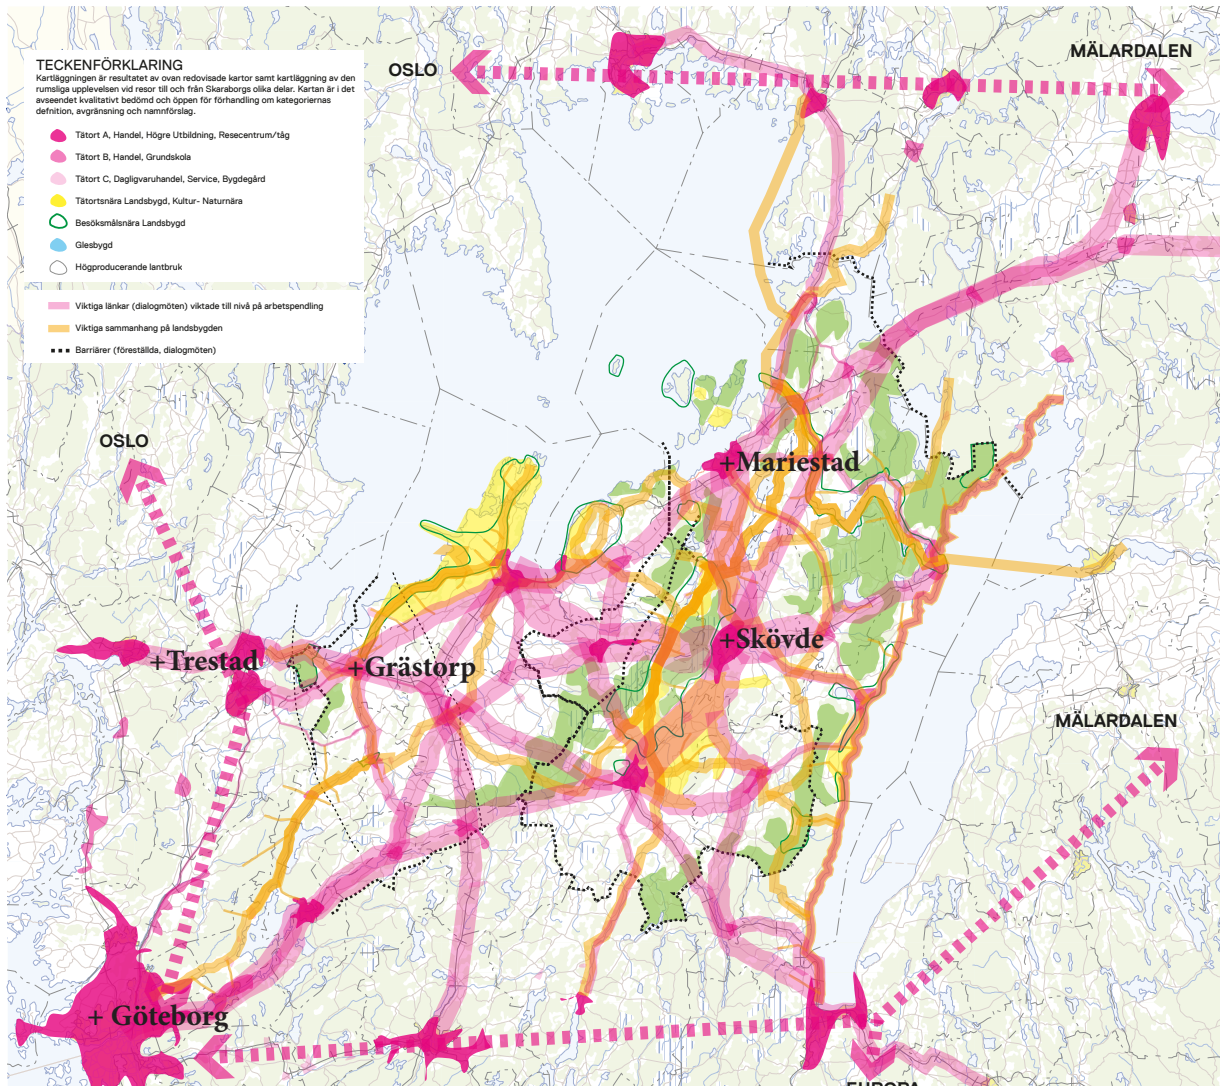 TECKENFÖRKLARING
Kartläggningen är resultatet av ovan redovisade kartor samt kartläggning av den
rumsliga upplevelsen vid resor till och från Skaraborgs olika delar. Kartan är i det
avseendet kvalitativt bedömd och öppen för förhandling om kategoriernas
defnition, avgränsning och namnförslag.
Tätort A, Handel, Högre Utbildning, Resecentrum/tåg
Tätort B, Handel, Grundskola
Tätort C, Dagligvaruhandel, Service, Bygdegård
Tätortsnära Landsbygd, Kultur- Naturnära
Besöksmålsnära Landsbygd
Glesbygd
Högproducerande lantbruk
Viktiga länkar (dialogmöten) viktade till nivå på arbetspendling
Viktiga sammanhang på landsbygden
Barriärer (föreställda, dialogmöten)
OSLO
MÄLARDALEN
OSLO
+Mariestad
+Skövde
+Trestad
+Grästorp
MÄLARDALEN
+ Göteborg
EUROPA